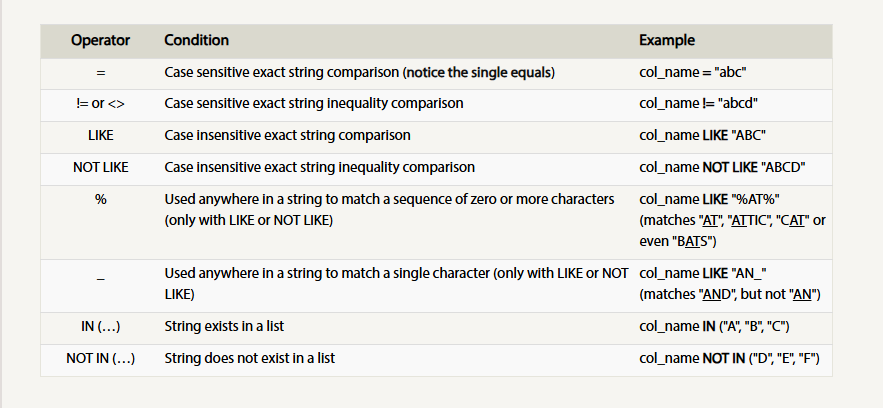 Operator Condition Example
= Case sensitive exact string comparison (notice the single equals) col_name = "abc"
!= or <> Case sensitive exact string inequality comparison col_name != "abcd"
LIKE Case insensitive exact string comparison col_name LIKE "ABC"
NOT LIKE Case insensitive exact string inequality comparison col_name NOT LIKE "ABCD"
% Used anywhere in a string to match a sequence of zero or more characters col_name LIKE "%AT%"
(only with LIKE or NOT LIKE) (matches "AT", "ATTIC", "CAT" or
even "BATS")
_ Used anywhere in a string to match a single character (only with LIKE or NOT col_name LIKE "AN_"
LIKE) (matches "AND", but not "AN")
IN (…) String exists in a list col_name IN ("A", "B", "C")
NOT IN (…) String does not exist in a list col_name NOT IN ("D", "E", "F")